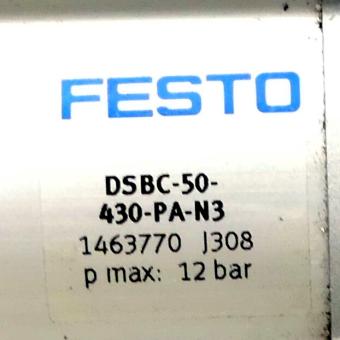 FESTO
DSBC-50-
430-PA-N3
1463770 J308
p max: 12 bar